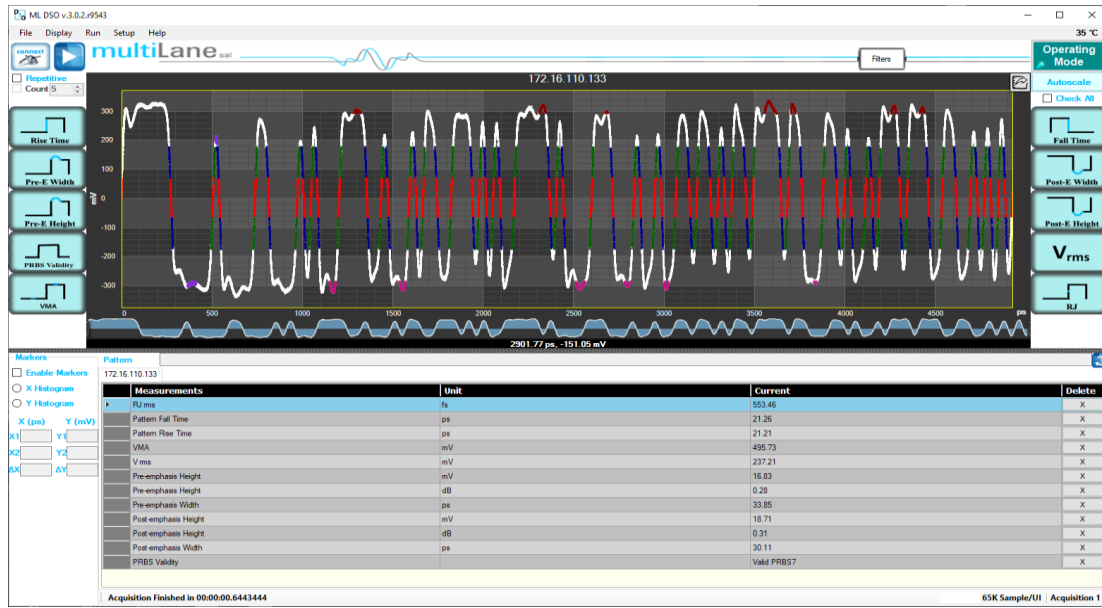 ML DSO v.3.0.2.r9543
File Display Run Setup Help
35 °C
connect
multiLane sal
Filters
Operating Mode
Repetitive
Count 5
172.16.110.133
Autoscale
Check All
Rise Time
Pre-E Width
Pre-E Height
PRBS Validity
VMA
Fall Time
Post-E Width
Post-E Height
Vrms
RJ
mV
300
200
100
0
-100
-200
-300
0 500 1000 1500 2000 2500 3000 3500 4000 4500 ps
2901.77 ps, -151.05 mV
Markers
Enable Markers
X Histogram
Y Histogram
X (ps) Y (mV)
X1 Y1
X2 Y2
ΔX ΔY
Pattern
172.16.110.133
Measurements Unit Current Delete
RJ rms fs 553.46 X
Pattern Fall Time ps 21.26 X
Pattern Rise Time ps 21.21 X
VMA mV 495.73 X
V rms mV 237.21 X
Pre-emphasis Height mV 16.83 X
Pre-emphasis Height dB 0.28 X
Pre-emphasis Width ps 33.85 X
Post-emphasis Height mV 18.71 X
Post-emphasis Height dB 0.31 X
Post-emphasis Width ps 30.11 X
PRBS Validity Valid PRBS7 X
Acquisition Finished in 00:00:00.6443444
65K Sample/UI Acquisition 1